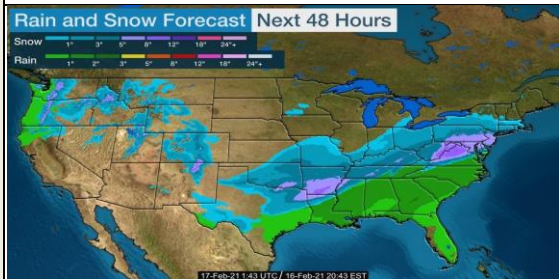 Rain and Snow Forecast Next 48 Hours
Snow
1" 3" 5" 8" 12" 18" 24"+
Rain
1" 2" 3" 5" 8" 12" 18" 24"+
17-Feb-21 1:43 UTC / 16-Feb-21 20:43 EST